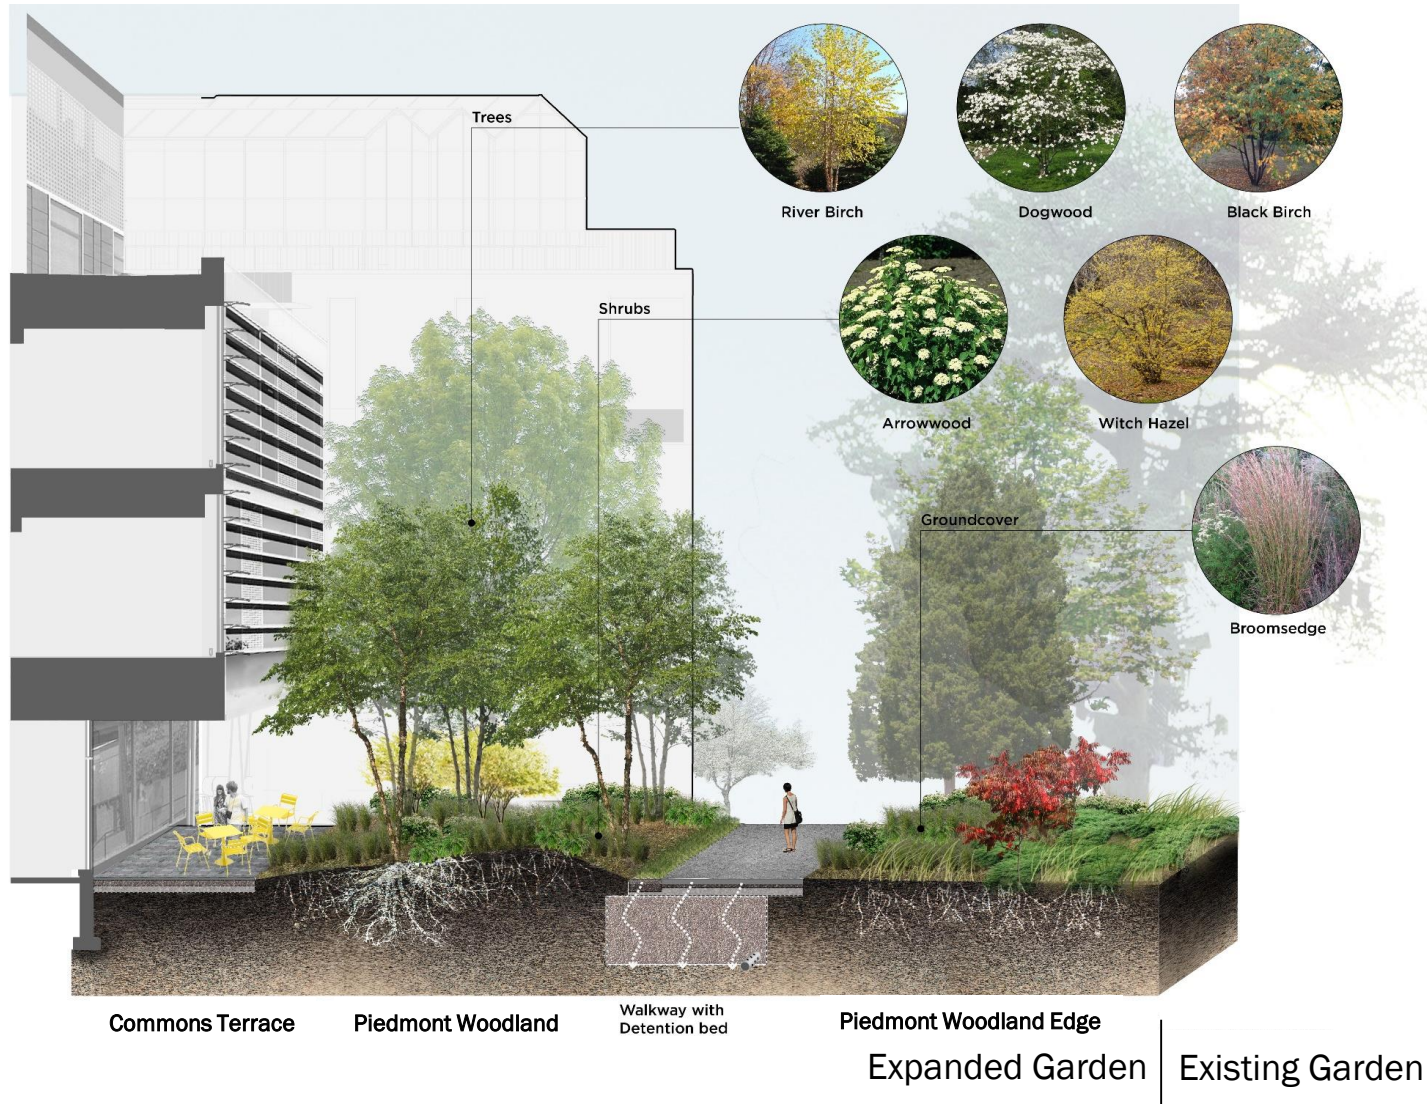 Trees
River Birch
Dogwood
Black Birch
Shrubs
Arrowwood
Witch Hazel
Groundcover
Broomsedge
Commons Terrace
Piedmont Woodland
Walkway with
Detention bed
Piedmont Woodland Edge
Expanded Garden
Existing Garden